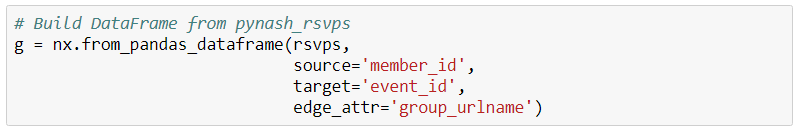 # Build DataFrame from pynash_rsvps
g = nx.from_pandas_dataframe(rsvps,
                             source='member_id',
                             target='event_id',
                             edge_attr='group_urlname')